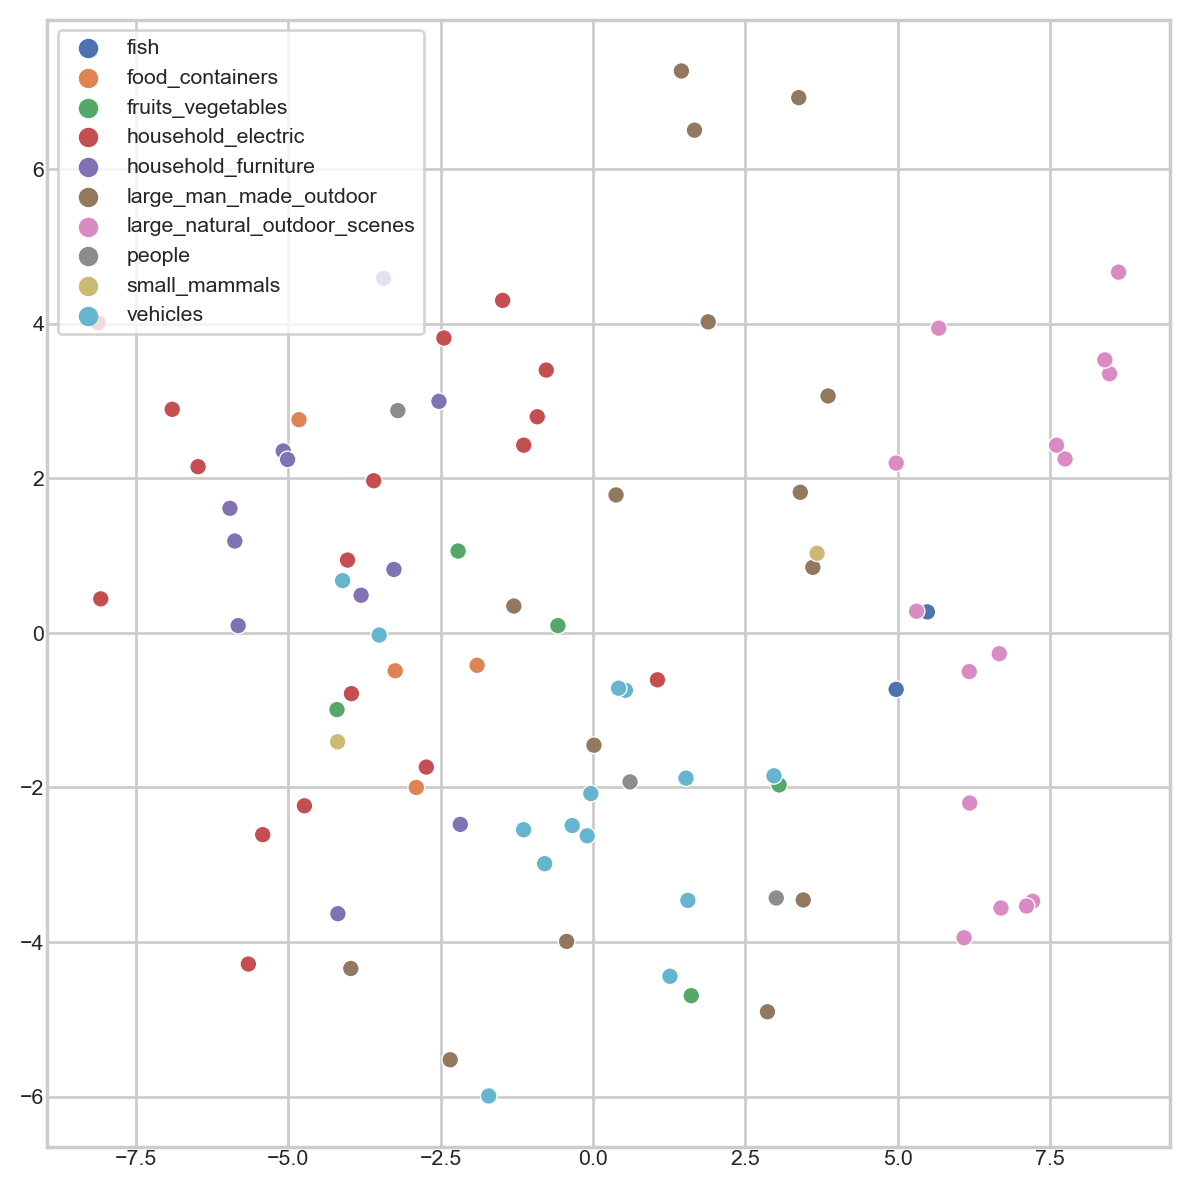 fish
food_containers
fruits_vegetables
household_electric
household_furniture
large_man_made_outdoor
large_natural_outdoor_scenes
people
small_mammals
vehicles
6
4
2
0
−2
−4
−6
−7.5 −5.0 −2.5 0.0 2.5 5.0 7.5